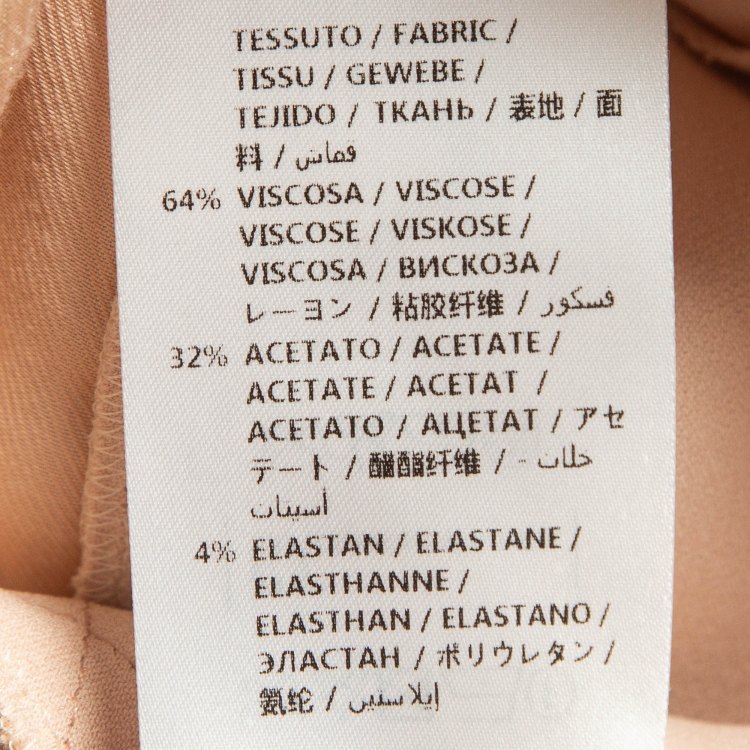 TESSUTO / FABRIC /
TISSU / GEWEBE /
TEJIDO / ТКАНЬ / 表地 / 面
料 / قماش
64% VISCOSA / VISCOSE /
VISCOSE / VISKOSE /
VISCOSA / ВИСКОЗА /
レーヨン / 粘胶纤维 / فسكور
32% ACETATO / ACETATE /
ACETATE / ACETAT /
ACETATO / АЦЕТАТ / アセ
テート / 醋酯纤维 / - خلات
أسيتات
4% ELASTAN / ELASTANE /
ELASTHANNE /
ELASTHAN / ELASTANO /
ЭЛАСТАН / ポリウレタン /
氨纶 / إيلاستين